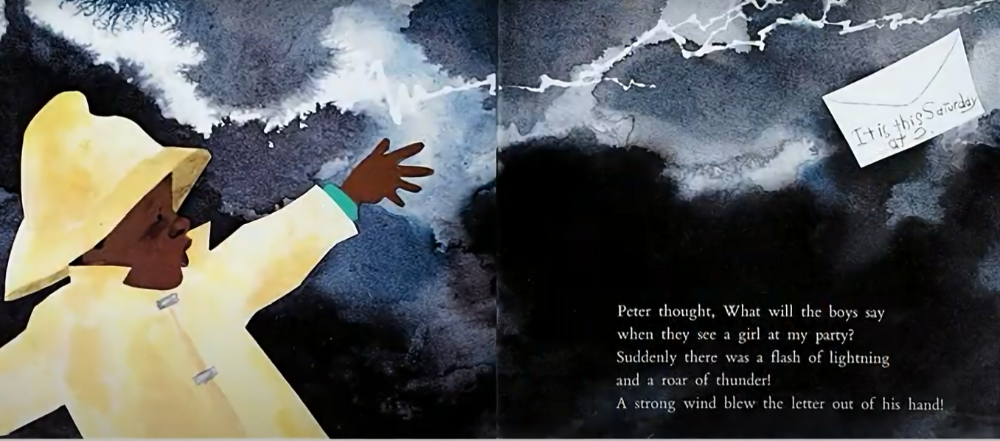 It is this Saturday
at 2.
Peter thought, What will the boys say
when they see a girl at my party?
Suddenly there was a flash of lightning
and a roar of thunder!
A strong wind blew the letter out of his hand!